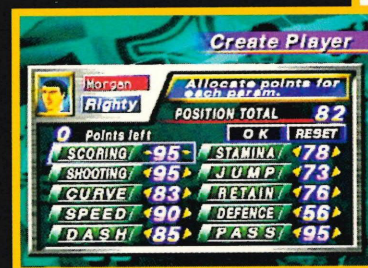 Create Player
Morgan
Righty
Allocate points for
each param.
POSITION TOTAL 82
0 Points left
OK RESET
SCORING 95 STAMINA 78
SHOOTING 95 JUMP 73
CURVE 83 RETAIN 76
SPEED 90 DEFENCE 56
DASH 85 PASS 95